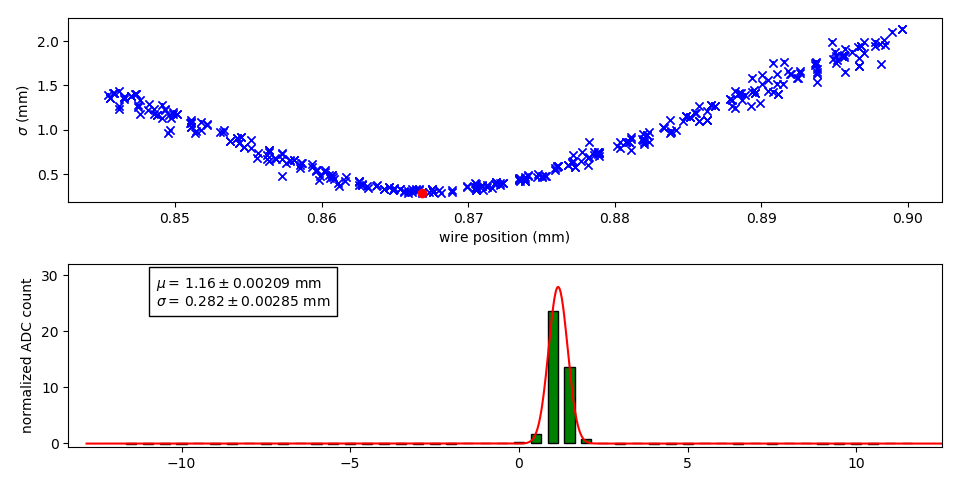 2.0
1.5
1.0
0.5
σ (mm)
0.85 0.86 0.87 0.88 0.89 0.90
wire position (mm)
30
20
10
0
normalized ADC count
μ = 1.16 ± 0.00209 mm
σ = 0.282 ± 0.00285 mm
−10 −5 0 5 10